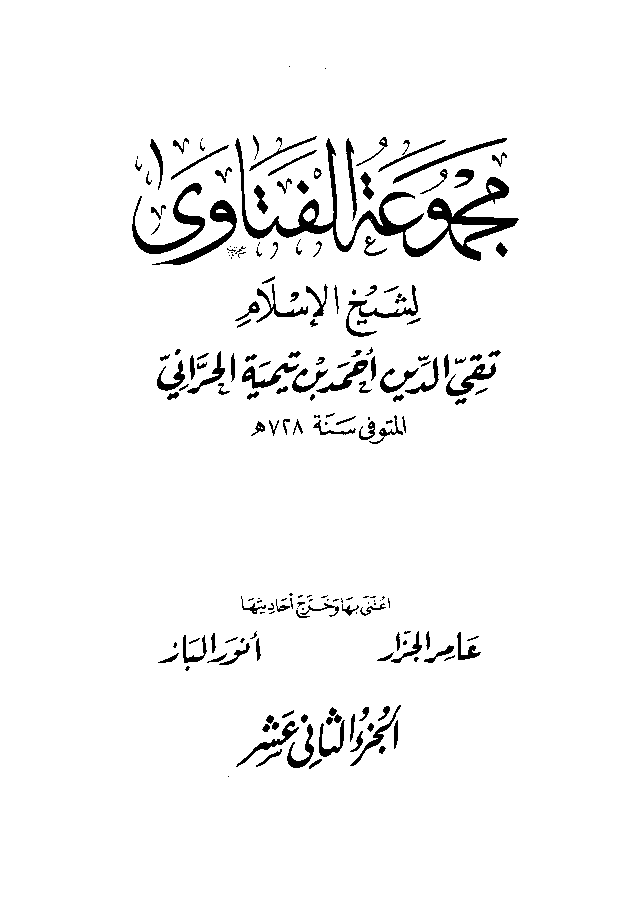 مجموعة الفتاوى
لشيخ الإسلام
تقي الدين أحمد بن تيمية الحراني
المتوفى سنة ٧٢٨هـ
اعتنى بها وخرج أحاديثها
عامر الجزار أنور الباز
الجزء الثاني عشر